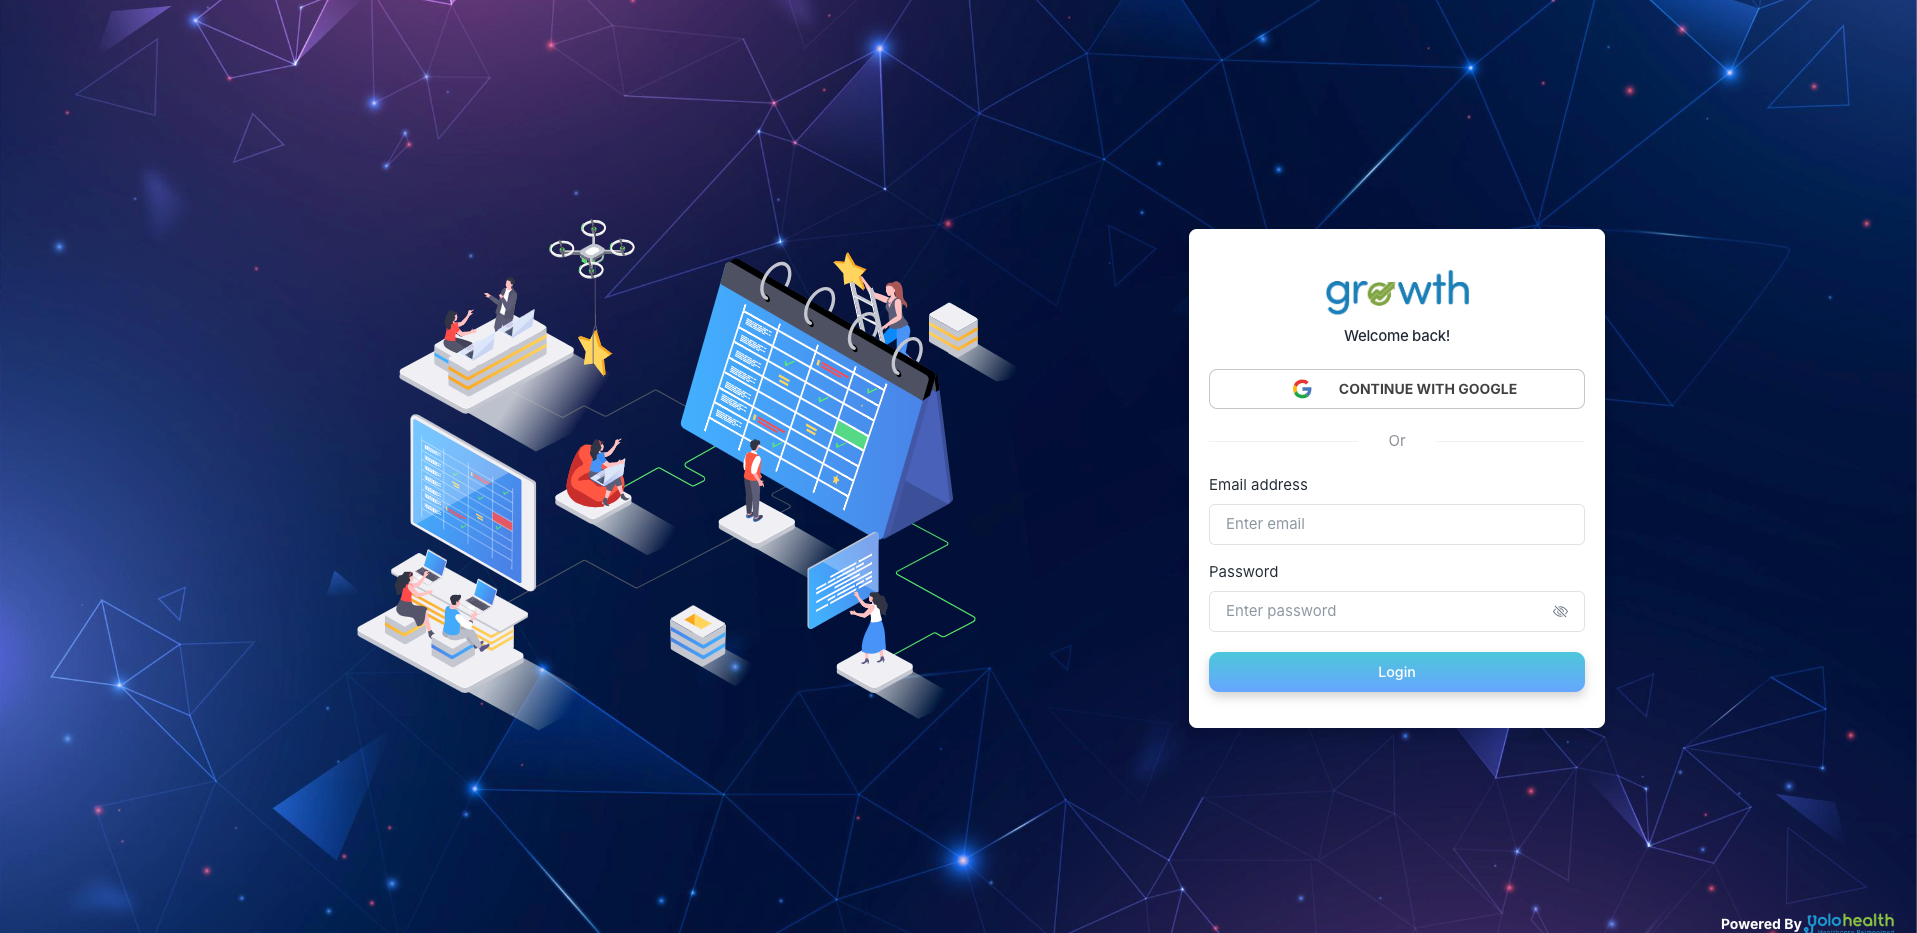 growth
Welcome back!
CONTINUE WITH GOOGLE
Or
Email address
Enter email
Password
Enter password
Login
Powered By yolohealth